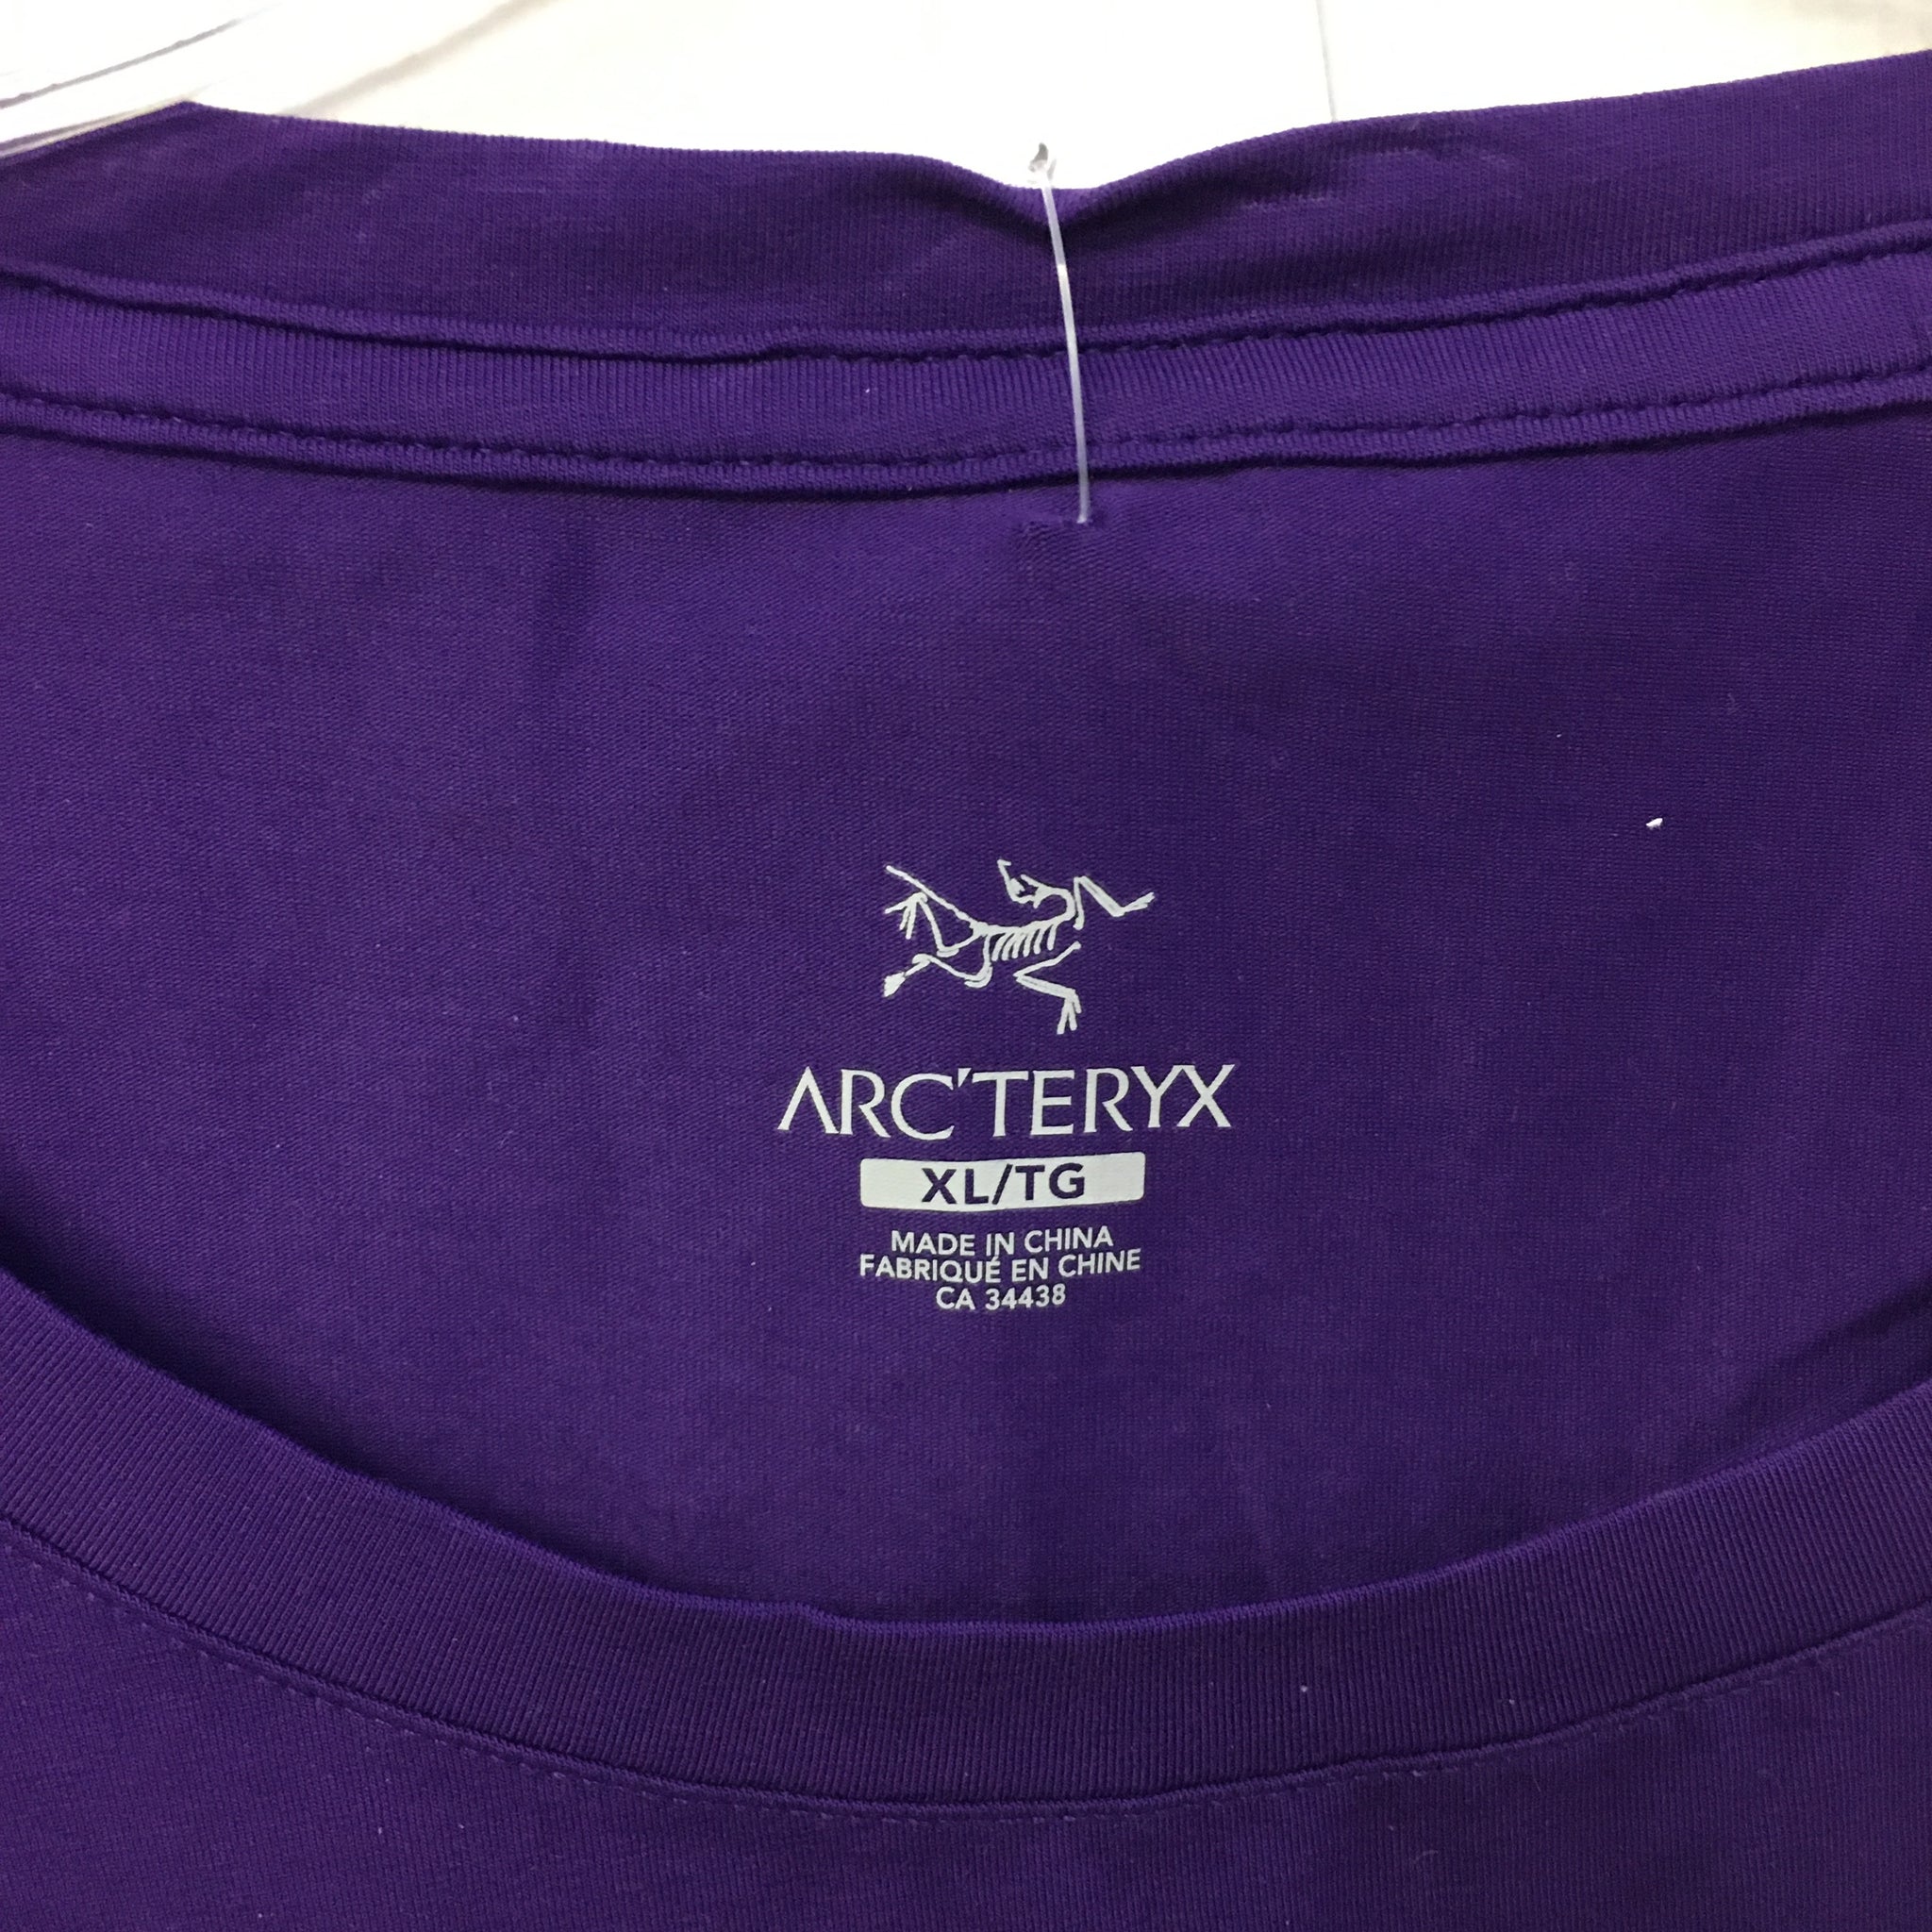 ARC'TERYX
XL/TG
MADE IN CHINA
FABRIQUÉ EN CHINE
CA 34438